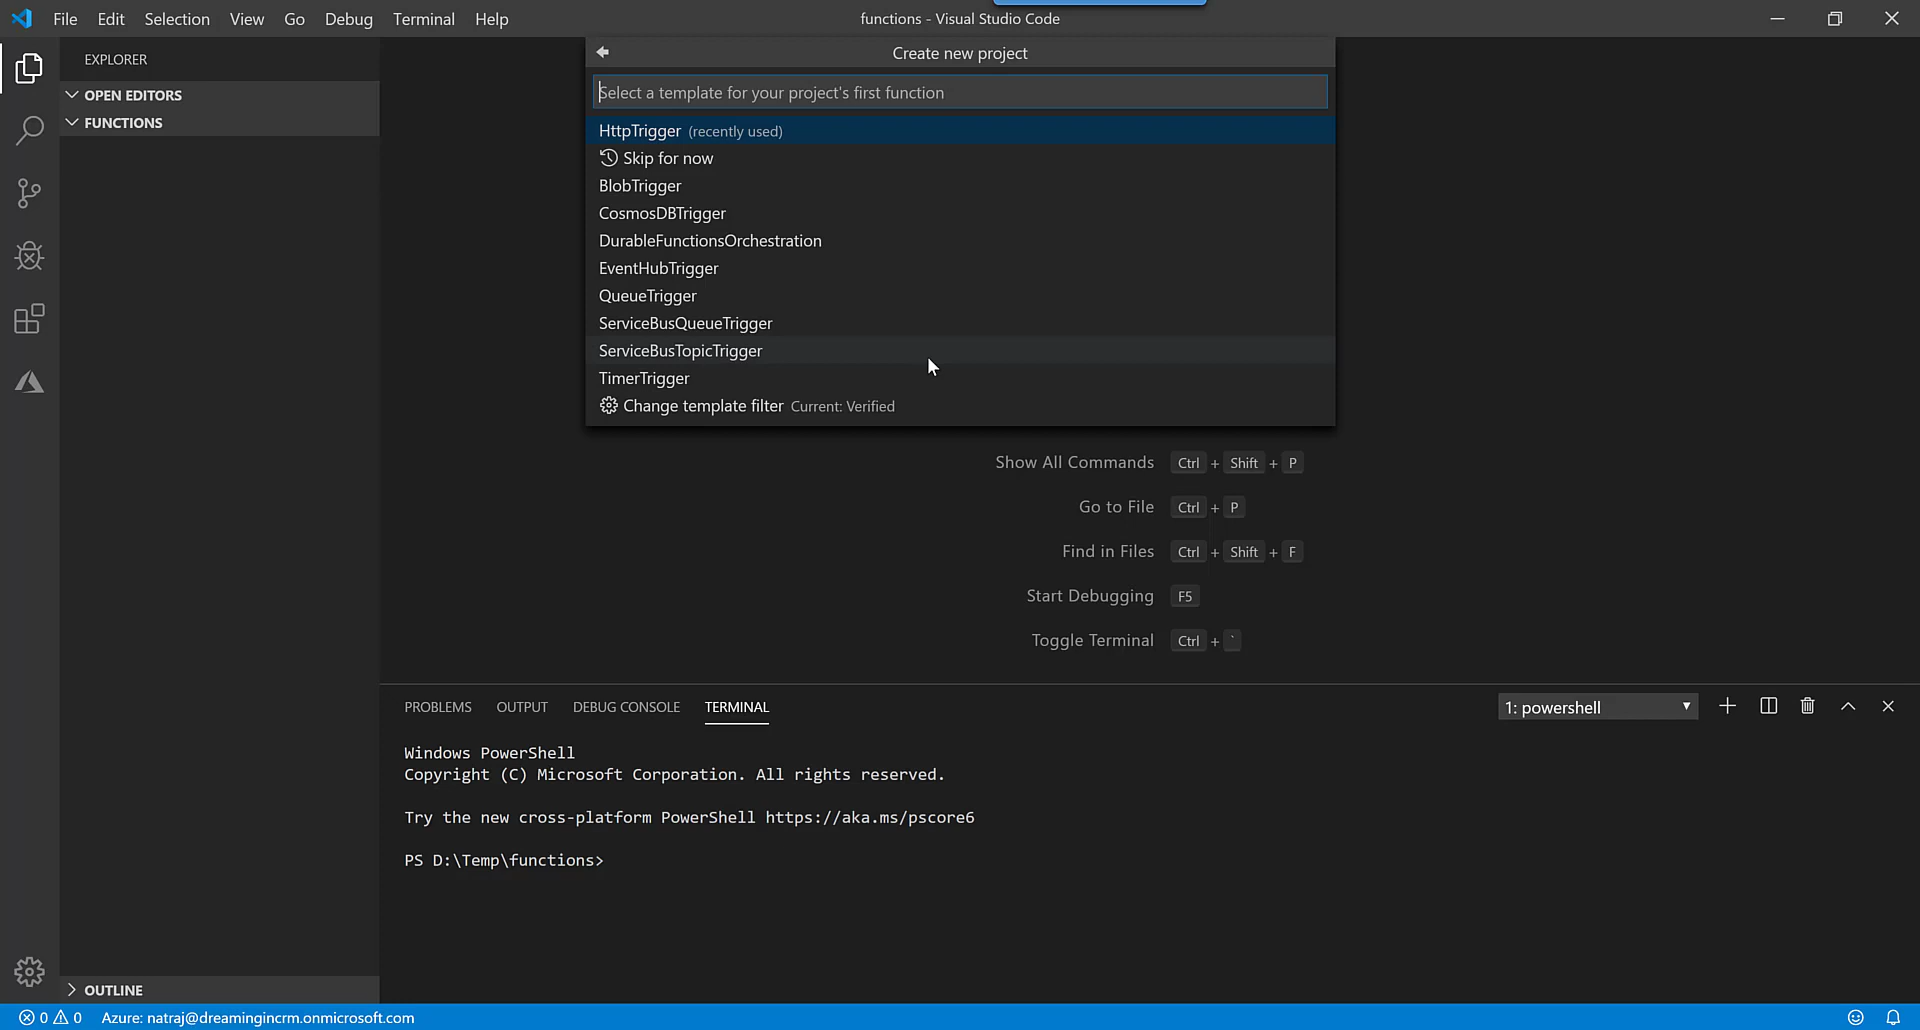 File Edit Selection View Go Debug Terminal Help
functions - Visual Studio Code
EXPLORER
OPEN EDITORS
FUNCTIONS
Create new project
Select a template for your project's first function
HttpTrigger (recently used)
Skip for now
BlobTrigger
CosmosDBTrigger
DurableFunctionsOrchestration
EventHubTrigger
QueueTrigger
ServiceBusQueueTrigger
ServiceBusTopicTrigger
TimerTrigger
Change template filter Current: Verified
Show All Commands Ctrl + Shift + P
Go to File Ctrl + P
Find in Files Ctrl + Shift + F
Start Debugging F5
Toggle Terminal Ctrl + `
PROBLEMS OUTPUT DEBUG CONSOLE TERMINAL
1: powershell
Windows PowerShell
Copyright (C) Microsoft Corporation. All rights reserved.
Try the new cross-platform PowerShell https://aka.ms/pscore6
PS D:\Temp\functions>
OUTLINE
0 0 Azure: natraj@dreamingincrm.onmicrosoft.com